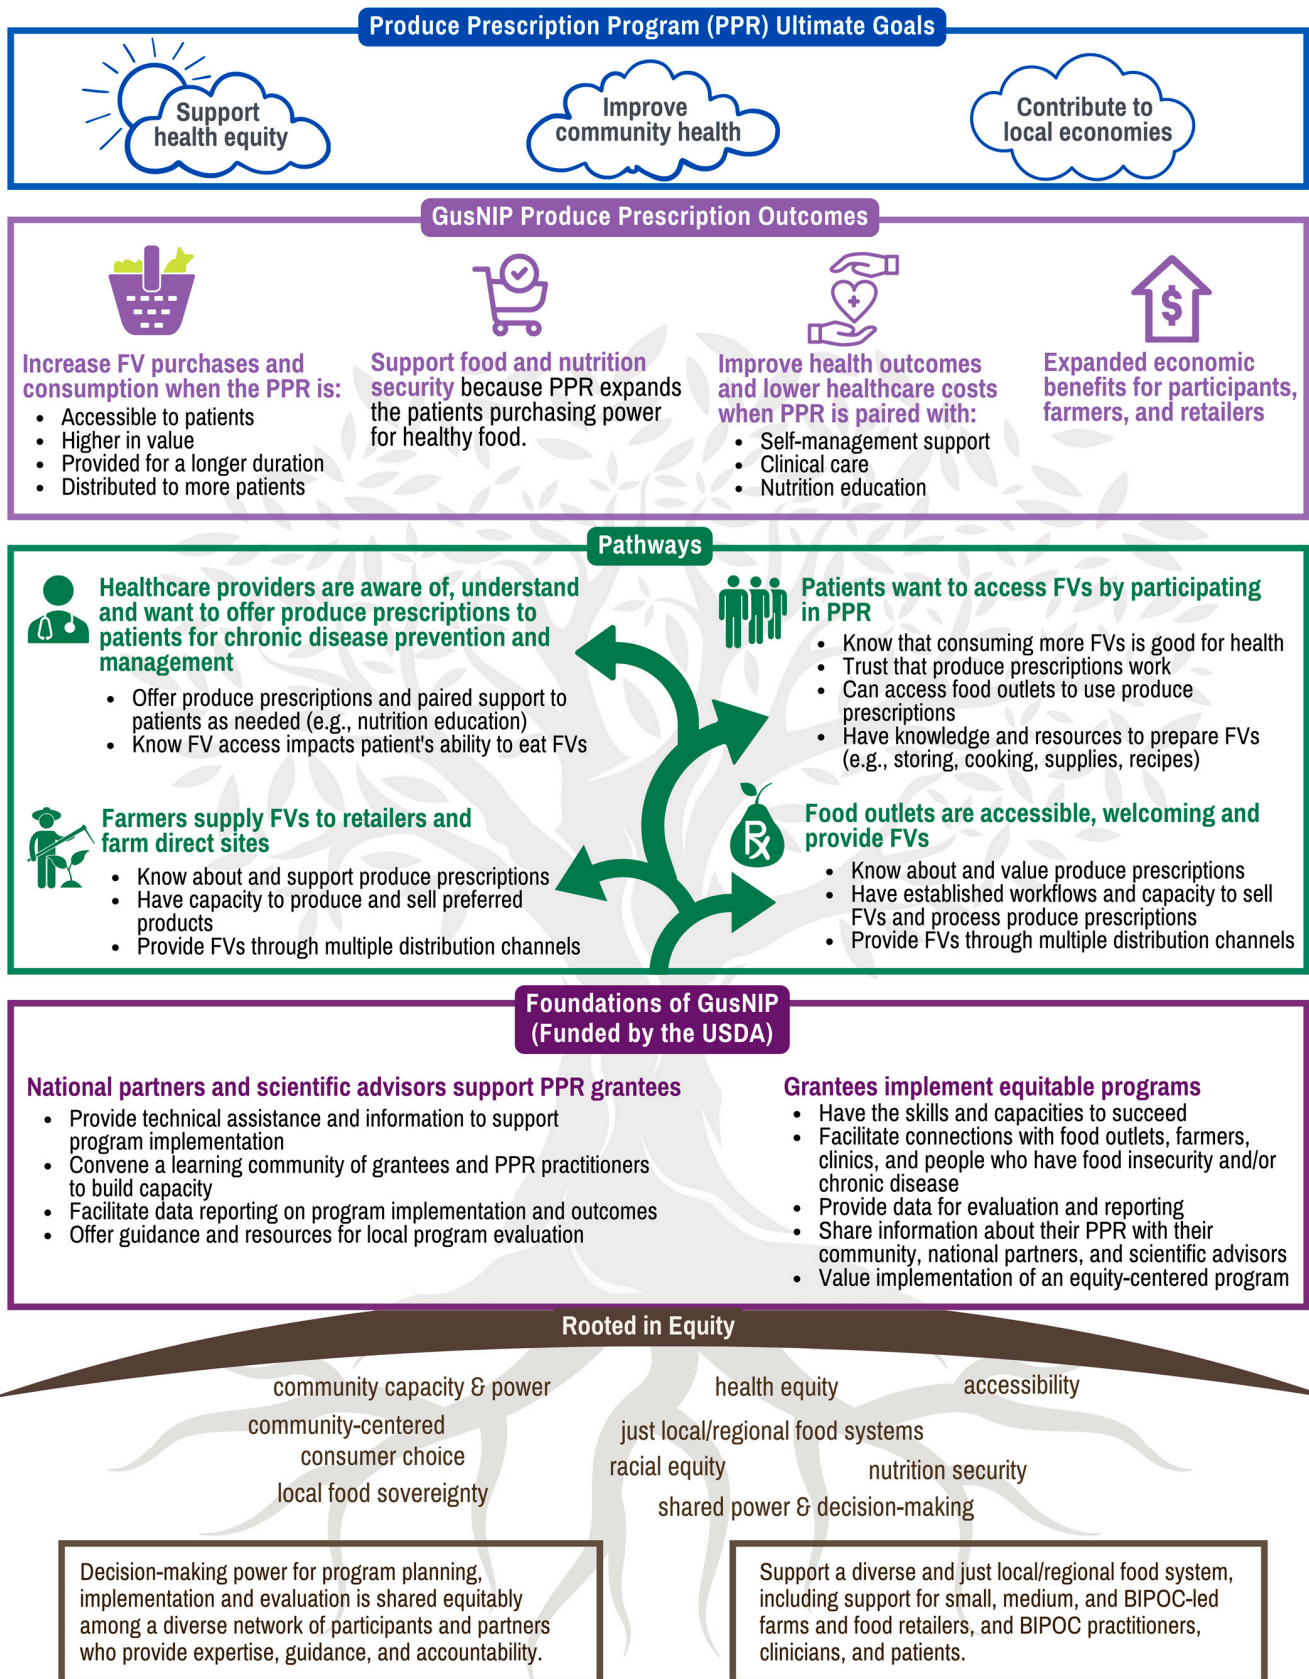 Produce Prescription Program (PPR) Ultimate Goals
Support
health equity
Improve
community health
Contribute to
local economies
GusNIP Produce Prescription Outcomes
Increase FV purchases and
consumption when the PPR is:
• Accessible to patients
• Higher in value
• Provided for a longer duration
• Distributed to more patients
Support food and nutrition
security because PPR expands
the patients purchasing power
for healthy food.
Improve health outcomes
and lower healthcare costs
when PPR is paired with:
• Self-management support
• Clinical care
• Nutrition education
$
Expanded economic
benefits for participants,
farmers, and retailers
Pathways
Healthcare providers are aware of, understand
and want to offer produce prescriptions to
patients for chronic disease prevention and
management
• Offer produce prescriptions and paired support to
patients as needed (e.g., nutrition education)
• Know FV access impacts patient's ability to eat FVs
Patients want to access FVs by participating
in PPR
• Know that consuming more FVs is good for health
• Trust that produce prescriptions work
• Can access food outlets to use produce
prescriptions
• Have knowledge and resources to prepare FVs
(e.g., storing, cooking, supplies, recipes)
Farmers supply FVs to retailers and
farm direct sites
• Know about and support produce prescriptions
• Have capacity to produce and sell preferred
products
• Provide FVs through multiple distribution channels
Rx
Food outlets are accessible, welcoming and
provide FVs
• Know about and value produce prescriptions
• Have established workflows and capacity to sell
FVs and process produce prescriptions
• Provide FVs through multiple distribution channels
Foundations of GusNIP
(Funded by the USDA)
National partners and scientific advisors support PPR grantees
• Provide technical assistance and information to support
program implementation
• Convene a learning community of grantees and PPR practitioners
to build capacity
• Facilitate data reporting on program implementation and outcomes
• Offer guidance and resources for local program evaluation
Grantees implement equitable programs
• Have the skills and capacities to succeed
• Facilitate connections with food outlets, farmers,
clinics, and people who have food insecurity and/or
chronic disease
• Provide data for evaluation and reporting
• Share information about their PPR with their
community, national partners, and scientific advisors
• Value implementation of an equity-centered program
Rooted in Equity
community capacity & power
health equity
accessibility
community-centered
just local/regional food systems
consumer choice
racial equity
nutrition security
local food sovereignty
shared power & decision-making
Decision-making power for program planning,
implementation and evaluation is shared equitably
among a diverse network of participants and partners
who provide expertise, guidance, and accountability.
Support a diverse and just local/regional food system,
including support for small, medium, and BIPOC-led
farms and food retailers, and BIPOC practitioners,
clinicians, and patients.